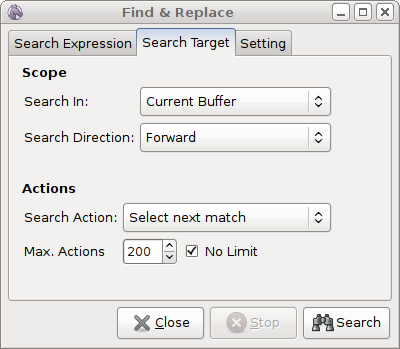 Find & Replace
Search Expression Search Target Setting
Scope
Search In: Current Buffer
Search Direction: Forward
Actions
Search Action: Select next match
Max. Actions 200 No Limit
Close Stop Search